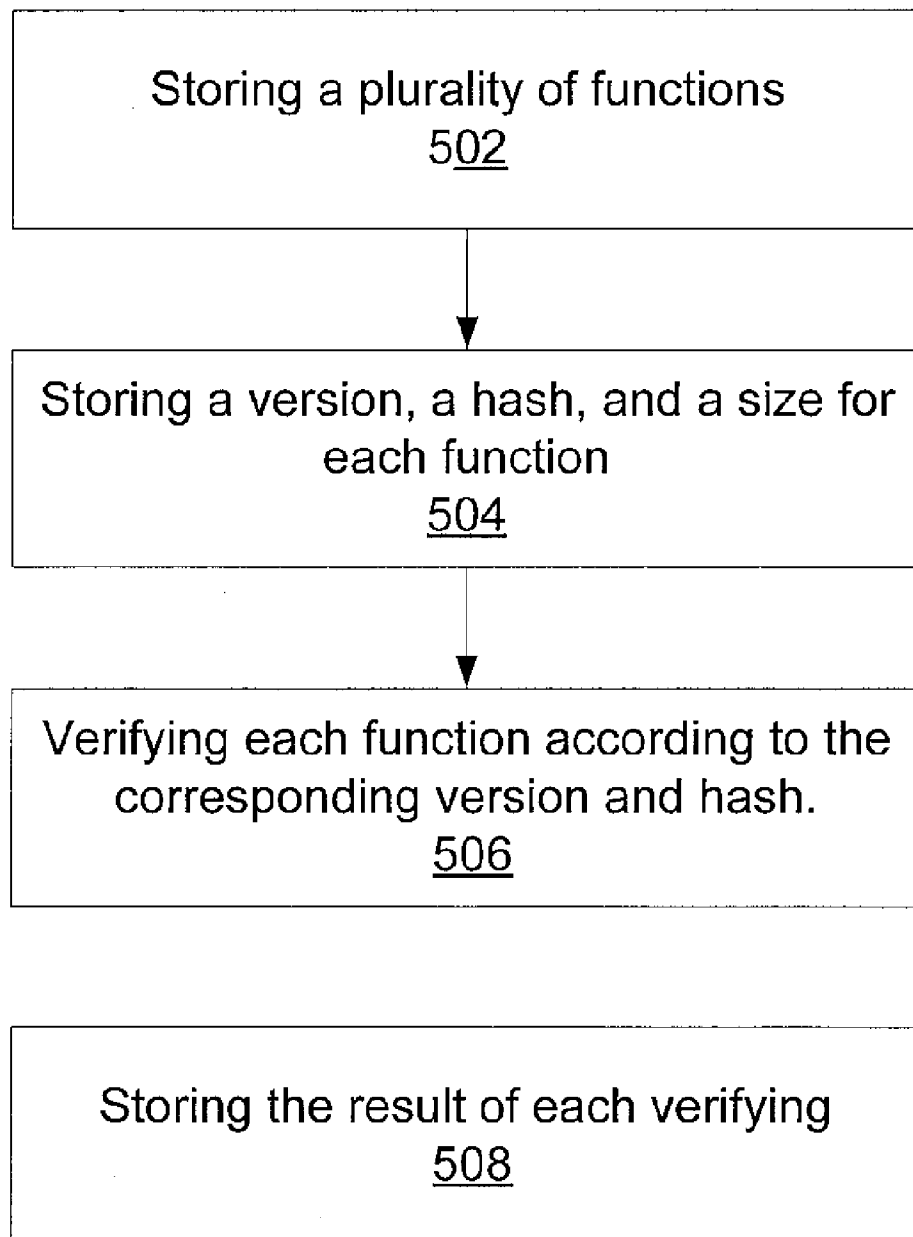 Storing a plurality of functions
502
Storing a version, a hash, and a size for
each function
504
Verifying each function according to the
corresponding version and hash.
506
Storing the result of each verifying
508